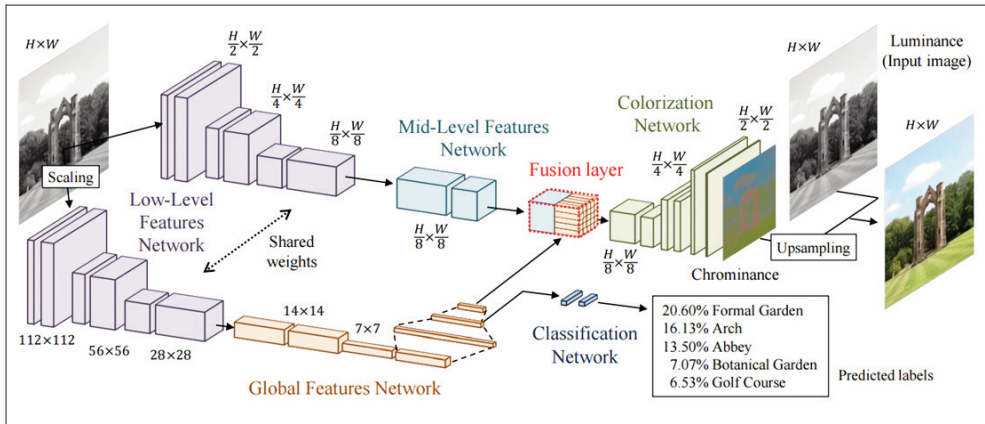 H×W
H/2 × W/2
H/4 × W/4
H/8 × W/8
Scaling
Low-Level
Features
Network
Shared
weights
Mid-Level Features
Network
H/8 × W/8
Fusion layer
Colorization
Network
H/2 × W/2
H/4 × W/4
H/8 × W/8
Chrominance
H×W
Luminance
(Input image)
H×W
Upsampling
112×112
56×56
28×28
14×14
7×7
Global Features Network
Classification
Network
20.60% Formal Garden
16.13% Arch
13.50% Abbey
7.07% Botanical Garden
6.53% Golf Course
Predicted labels